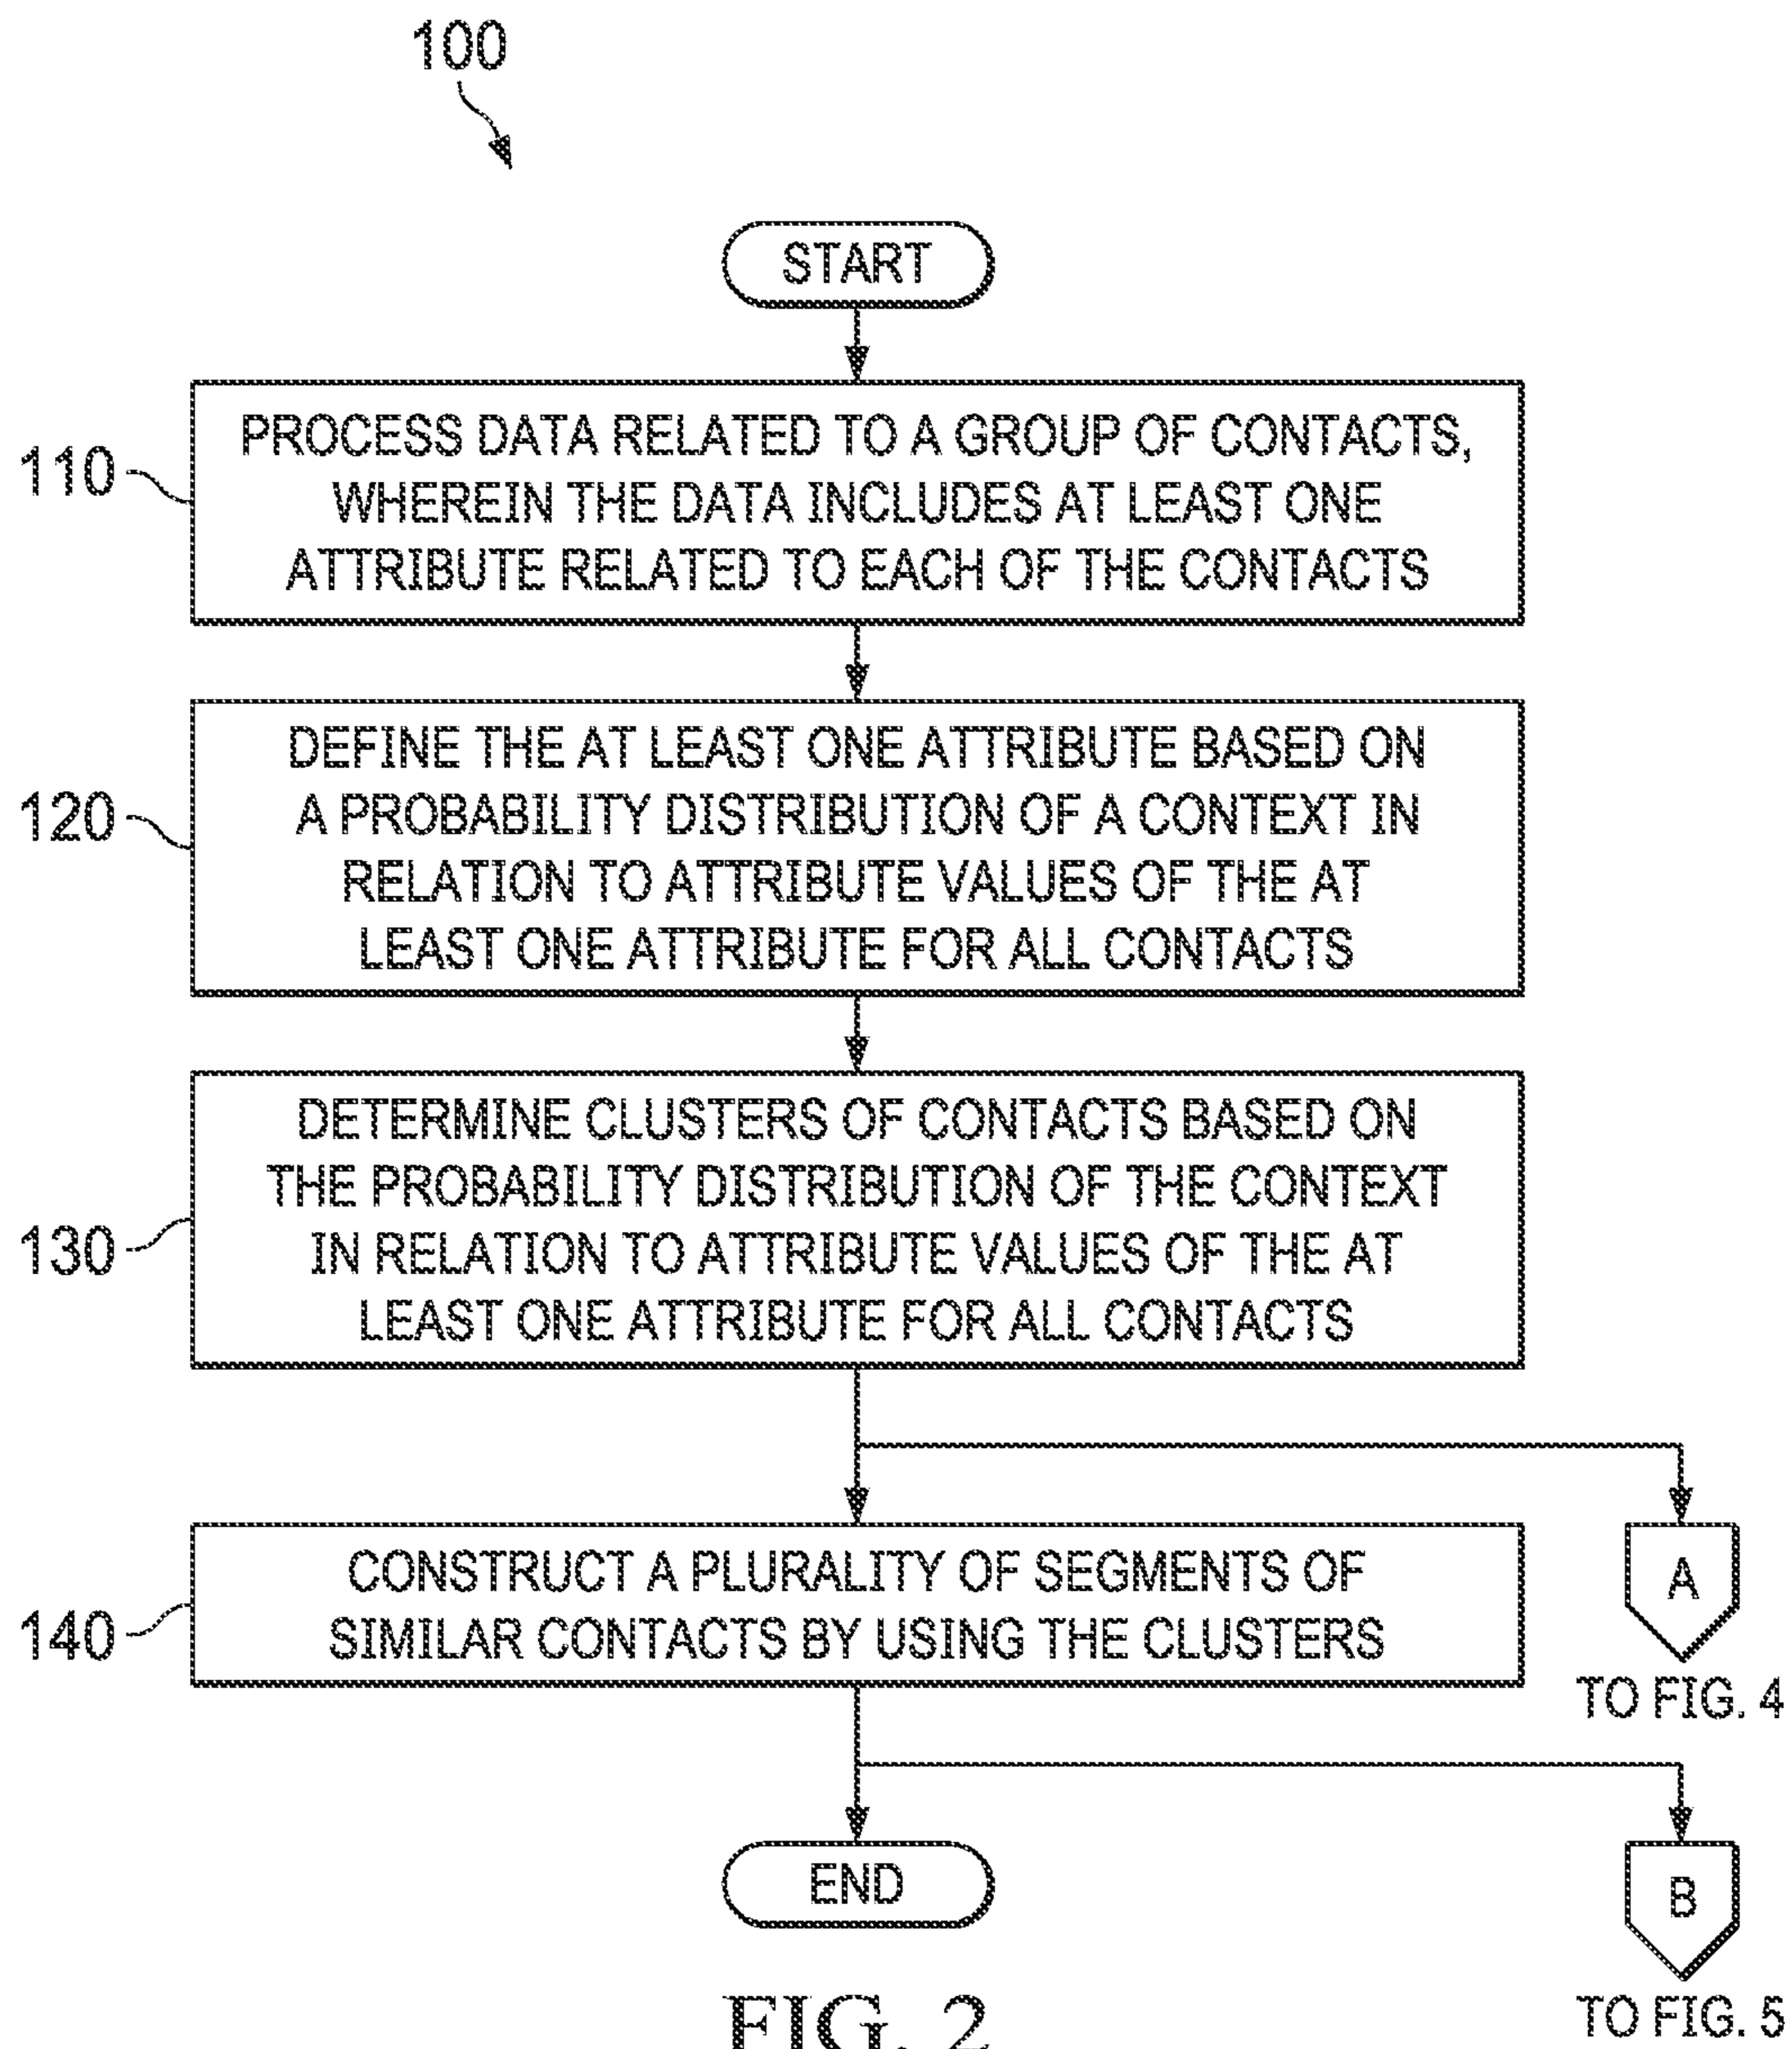 100
START
110
PROCESS DATA RELATED TO A GROUP OF CONTACTS,
WHEREIN THE DATA INCLUDES AT LEAST ONE
ATTRIBUTE RELATED TO EACH OF THE CONTACTS
120
DEFINE THE AT LEAST ONE ATTRIBUTE BASED ON
A PROBABILITY DISTRIBUTION OF A CONTEXT IN
RELATION TO ATTRIBUTE VALUES OF THE AT
LEAST ONE ATTRIBUTE FOR ALL CONTACTS
130
DETERMINE CLUSTERS OF CONTACTS BASED ON
THE PROBABILITY DISTRIBUTION OF THE CONTEXT
IN RELATION TO ATTRIBUTE VALUES OF THE AT
LEAST ONE ATTRIBUTE FOR ALL CONTACTS
140
CONSTRUCT A PLURALITY OF SEGMENTS OF
SIMILAR CONTACTS BY USING THE CLUSTERS
A
TO FIG. 4
END
B
TO FIG. 5
FIG. 2